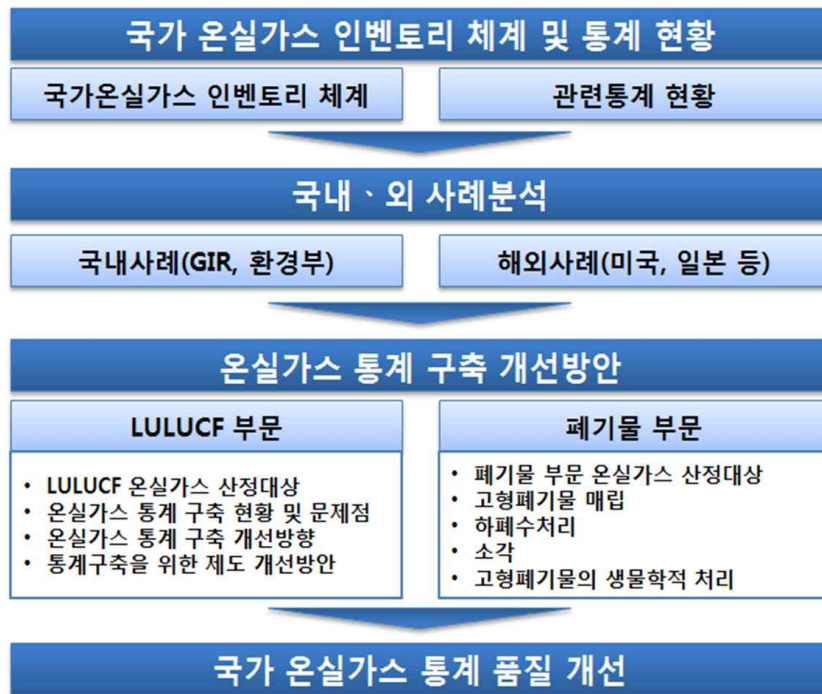 국가 온실가스 인벤토리 체계 및 통계 현황
국가온실가스 인벤토리 체계
관련통계 현황
국내ㆍ외 사례분석
국내사례(GIR, 환경부)
해외사례(미국, 일본 등)
온실가스 통계 구축 개선방안
LULUCF 부문
• LULUCF 온실가스 산정대상
• 온실가스 통계 구축 현황 및 문제점
• 온실가스 통계 구축 개선방향
• 통계구축을 위한 제도 개선방안
폐기물 부문
• 폐기물 부문 온실가스 산정대상
• 고형폐기물 매립
• 하폐수처리
• 소각
• 고형폐기물의 생물학적 처리
국가 온실가스 통계 품질 개선